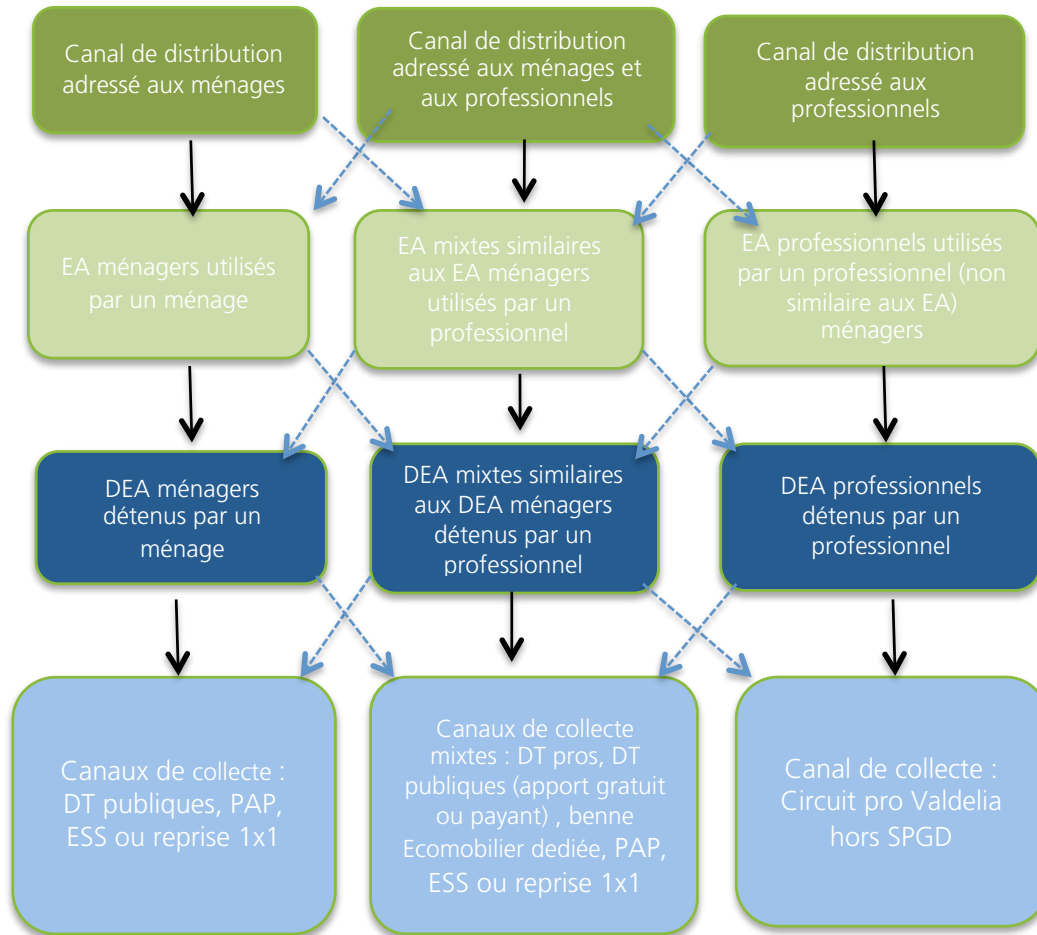 Canal de distribution
adressé aux ménages
Canal de distribution
adressé aux ménages et
aux professionnels
Canal de distribution
adressé aux
professionnels
EA ménagers utilisés
par un ménage
EA mixtes similaires
aux EA ménagers
utilisés par un
professionnel
EA professionnels utilisés
par un professionnel (non
similaire aux EA)
ménagers
DEA ménagers
détenus par un
ménage
DEA mixtes similaires
aux DEA ménagers
détenus par un
professionnel
DEA professionnels
détenus par un
professionnel
Canaux de collecte :
DT publiques, PAP,
ESS ou reprise 1x1
Canaux de collecte
mixtes : DT pros, DT
publiques (apport gratuit
ou payant) , benne
Ecomobilier dediée, PAP,
ESS ou reprise 1x1
Canal de collecte :
Circuit pro Valdelia
hors SPGD